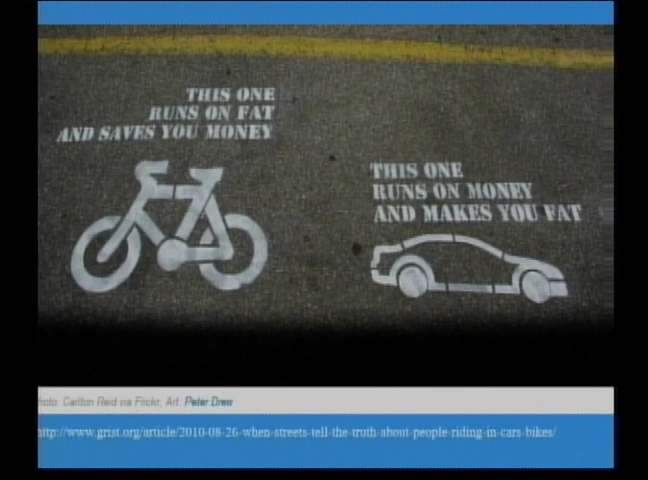 THIS ONE
RUNS ON FAT
AND SAVES YOU MONEY
THIS ONE
RUNS ON MONEY
AND MAKES YOU FAT
hoto: Carlton Reid via Flickr, Art: Peter Drew
http://www.grist.org/article/2010-08-26-when-streets-tell-the-truth-about-people-riding-in-cars-bikes/